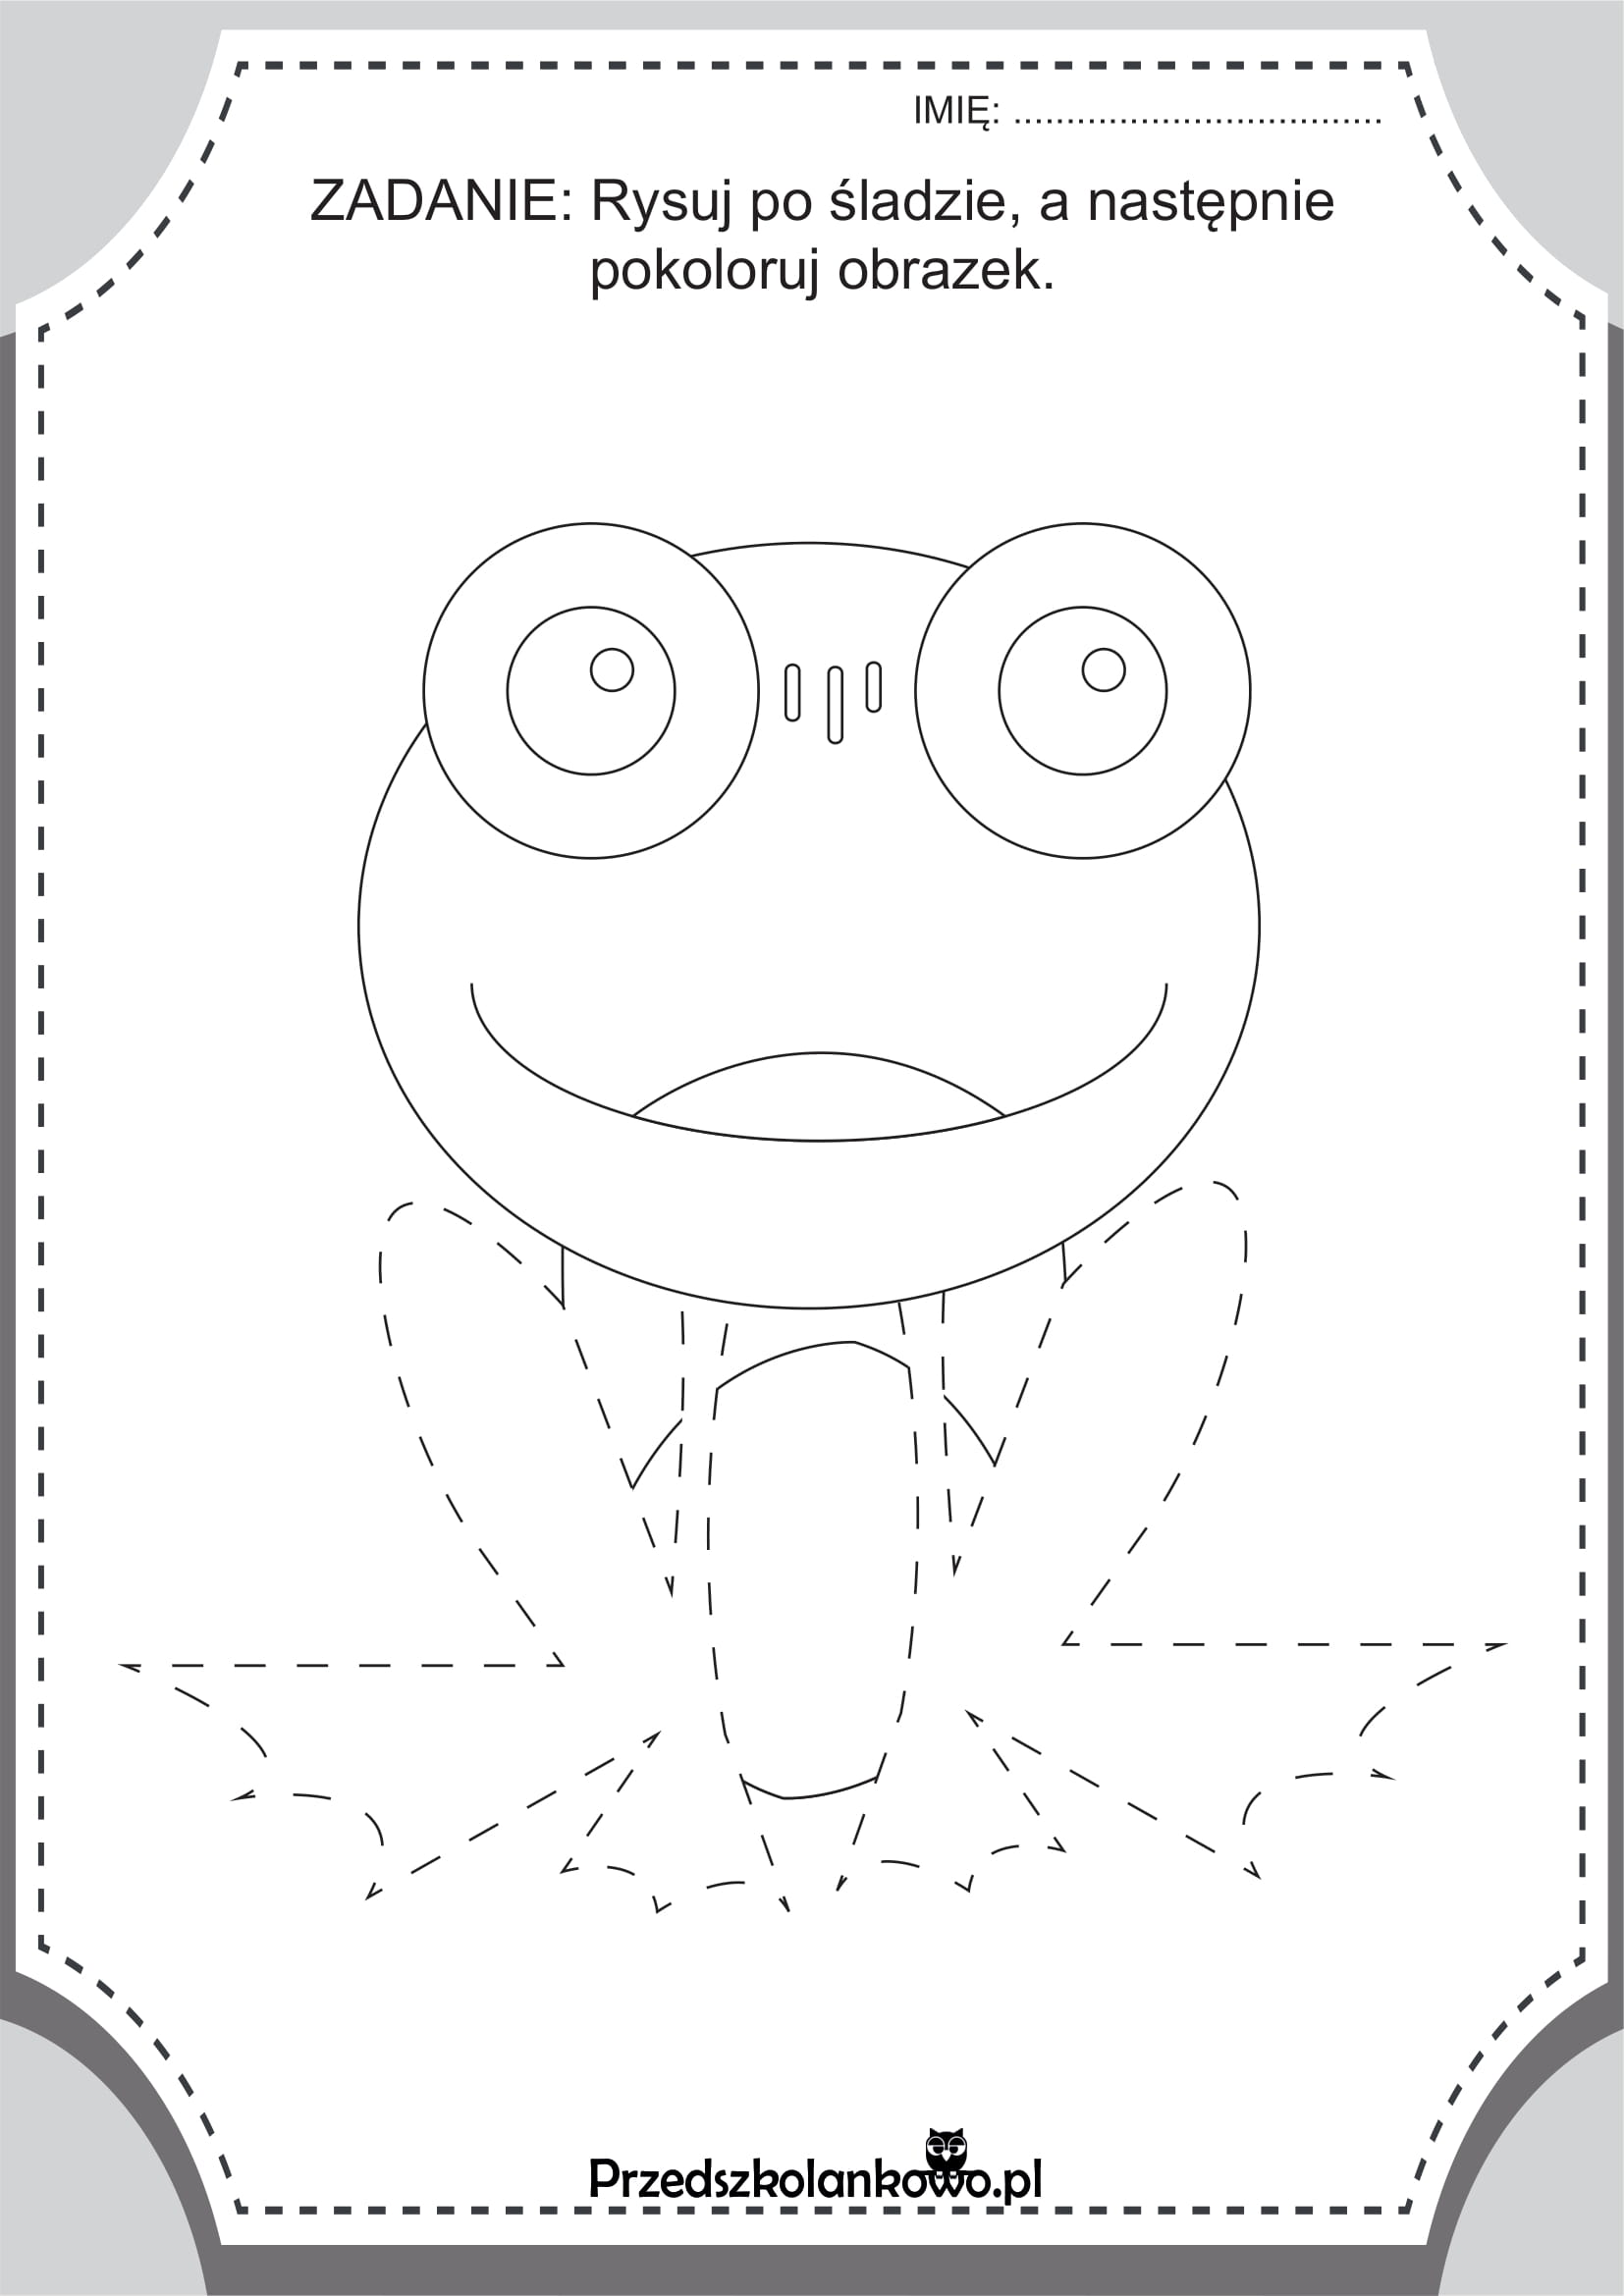 IMIĘ: ...................................
ZADANIE: Rysuj po śladzie, a następnie
pokoloruj obrazek.
Przedszkolankowo.pl